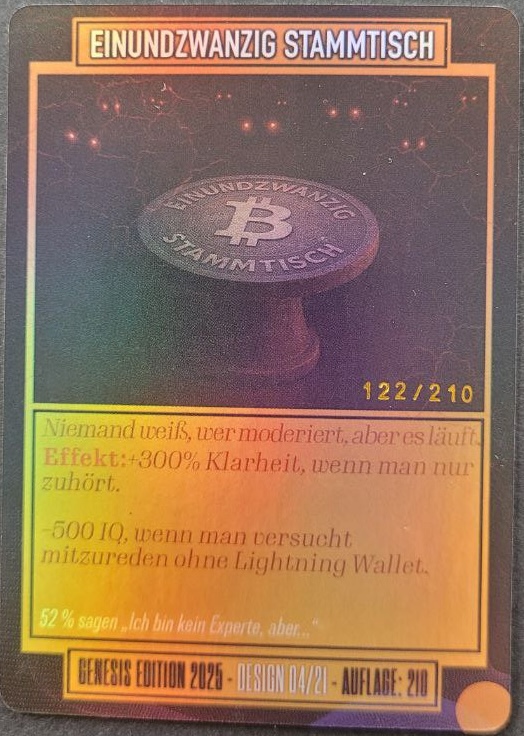 EINUNDZWANZIG STAMMTISCH
EINUNDZWANZIG
STAMMTISCH
122/210
Niemand weiß, wer moderiert, aber es läuft.
Effekt:+300% Klarheit, wenn man nur
zuhört.
-500 IQ, wenn man versucht
mitzureden ohne Lightning Wallet.
52 % sagen „Ich bin kein Experte, aber...“
GENESIS EDITION 2025 - DESIGN 04/21 - AUFLAGE: 210